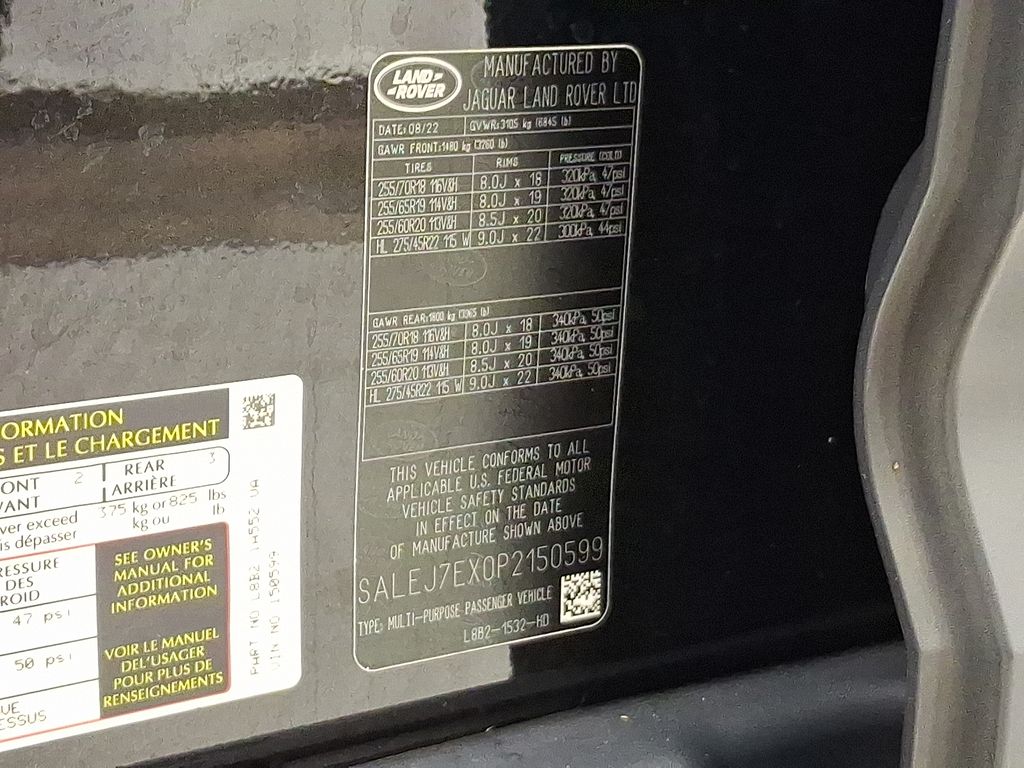 LAND-
-ROVER
MANUFACTURED BY
JAGUAR LAND ROVER LTD
DATE: 08/22 GVWR: 3105 kg (6845 lb)
GAWR FRONT: 1480 kg (3260 lb)
TIRES RIMS PRESSURE (COLD)
255/70R18 116V&H 8.0J x 18 320kPa, 47psi
255/65R19 114V&H 8.0J x 19 320kPa, 47psi
255/60R20 113V&H 8.5J x 20 320kPa, 47psi
HL 275/45R22 115 W 9.0J x 22 300kPa, 44psi
GAWR REAR: 1800 kg (3965 lb)
255/70R18 116V&H 8.0J x 18 340kPa, 50psi
255/65R19 114V&H 8.0J x 19 340kPa, 50psi
255/60R20 113V&H 8.5J x 20 340kPa, 50psi
HL 275/45R22 115 W 9.0J x 22 340kPa, 50psi
THIS VEHICLE CONFORMS TO ALL
APPLICABLE U.S. FEDERAL MOTOR
VEHICLE SAFETY STANDARDS
IN EFFECT ON THE DATE
OF MANUFACTURE SHOWN ABOVE
SALEJ7EX0P2150599
TYPE: MULTI-PURPOSE PASSENGER VEHICLE
L8B2-1532-HD
ORMATION
S ET LE CHARGEMENT
ONT 2 REAR 3
VANT ARRIÈRE
ver exceed 375 kg or 825 lbs
is dépasser kg ou lb
RESSURE
DES
ROID
47 psi
50 psi
UE
ESSUS
SEE OWNER'S
MANUAL FOR
ADDITIONAL
INFORMATION
VOIR LE MANUEL
DEL'USAGER
POUR PLUS DE
RENSEIGNEMENTS
PART NO L8B2 1A552 UA
VIN NO 150599